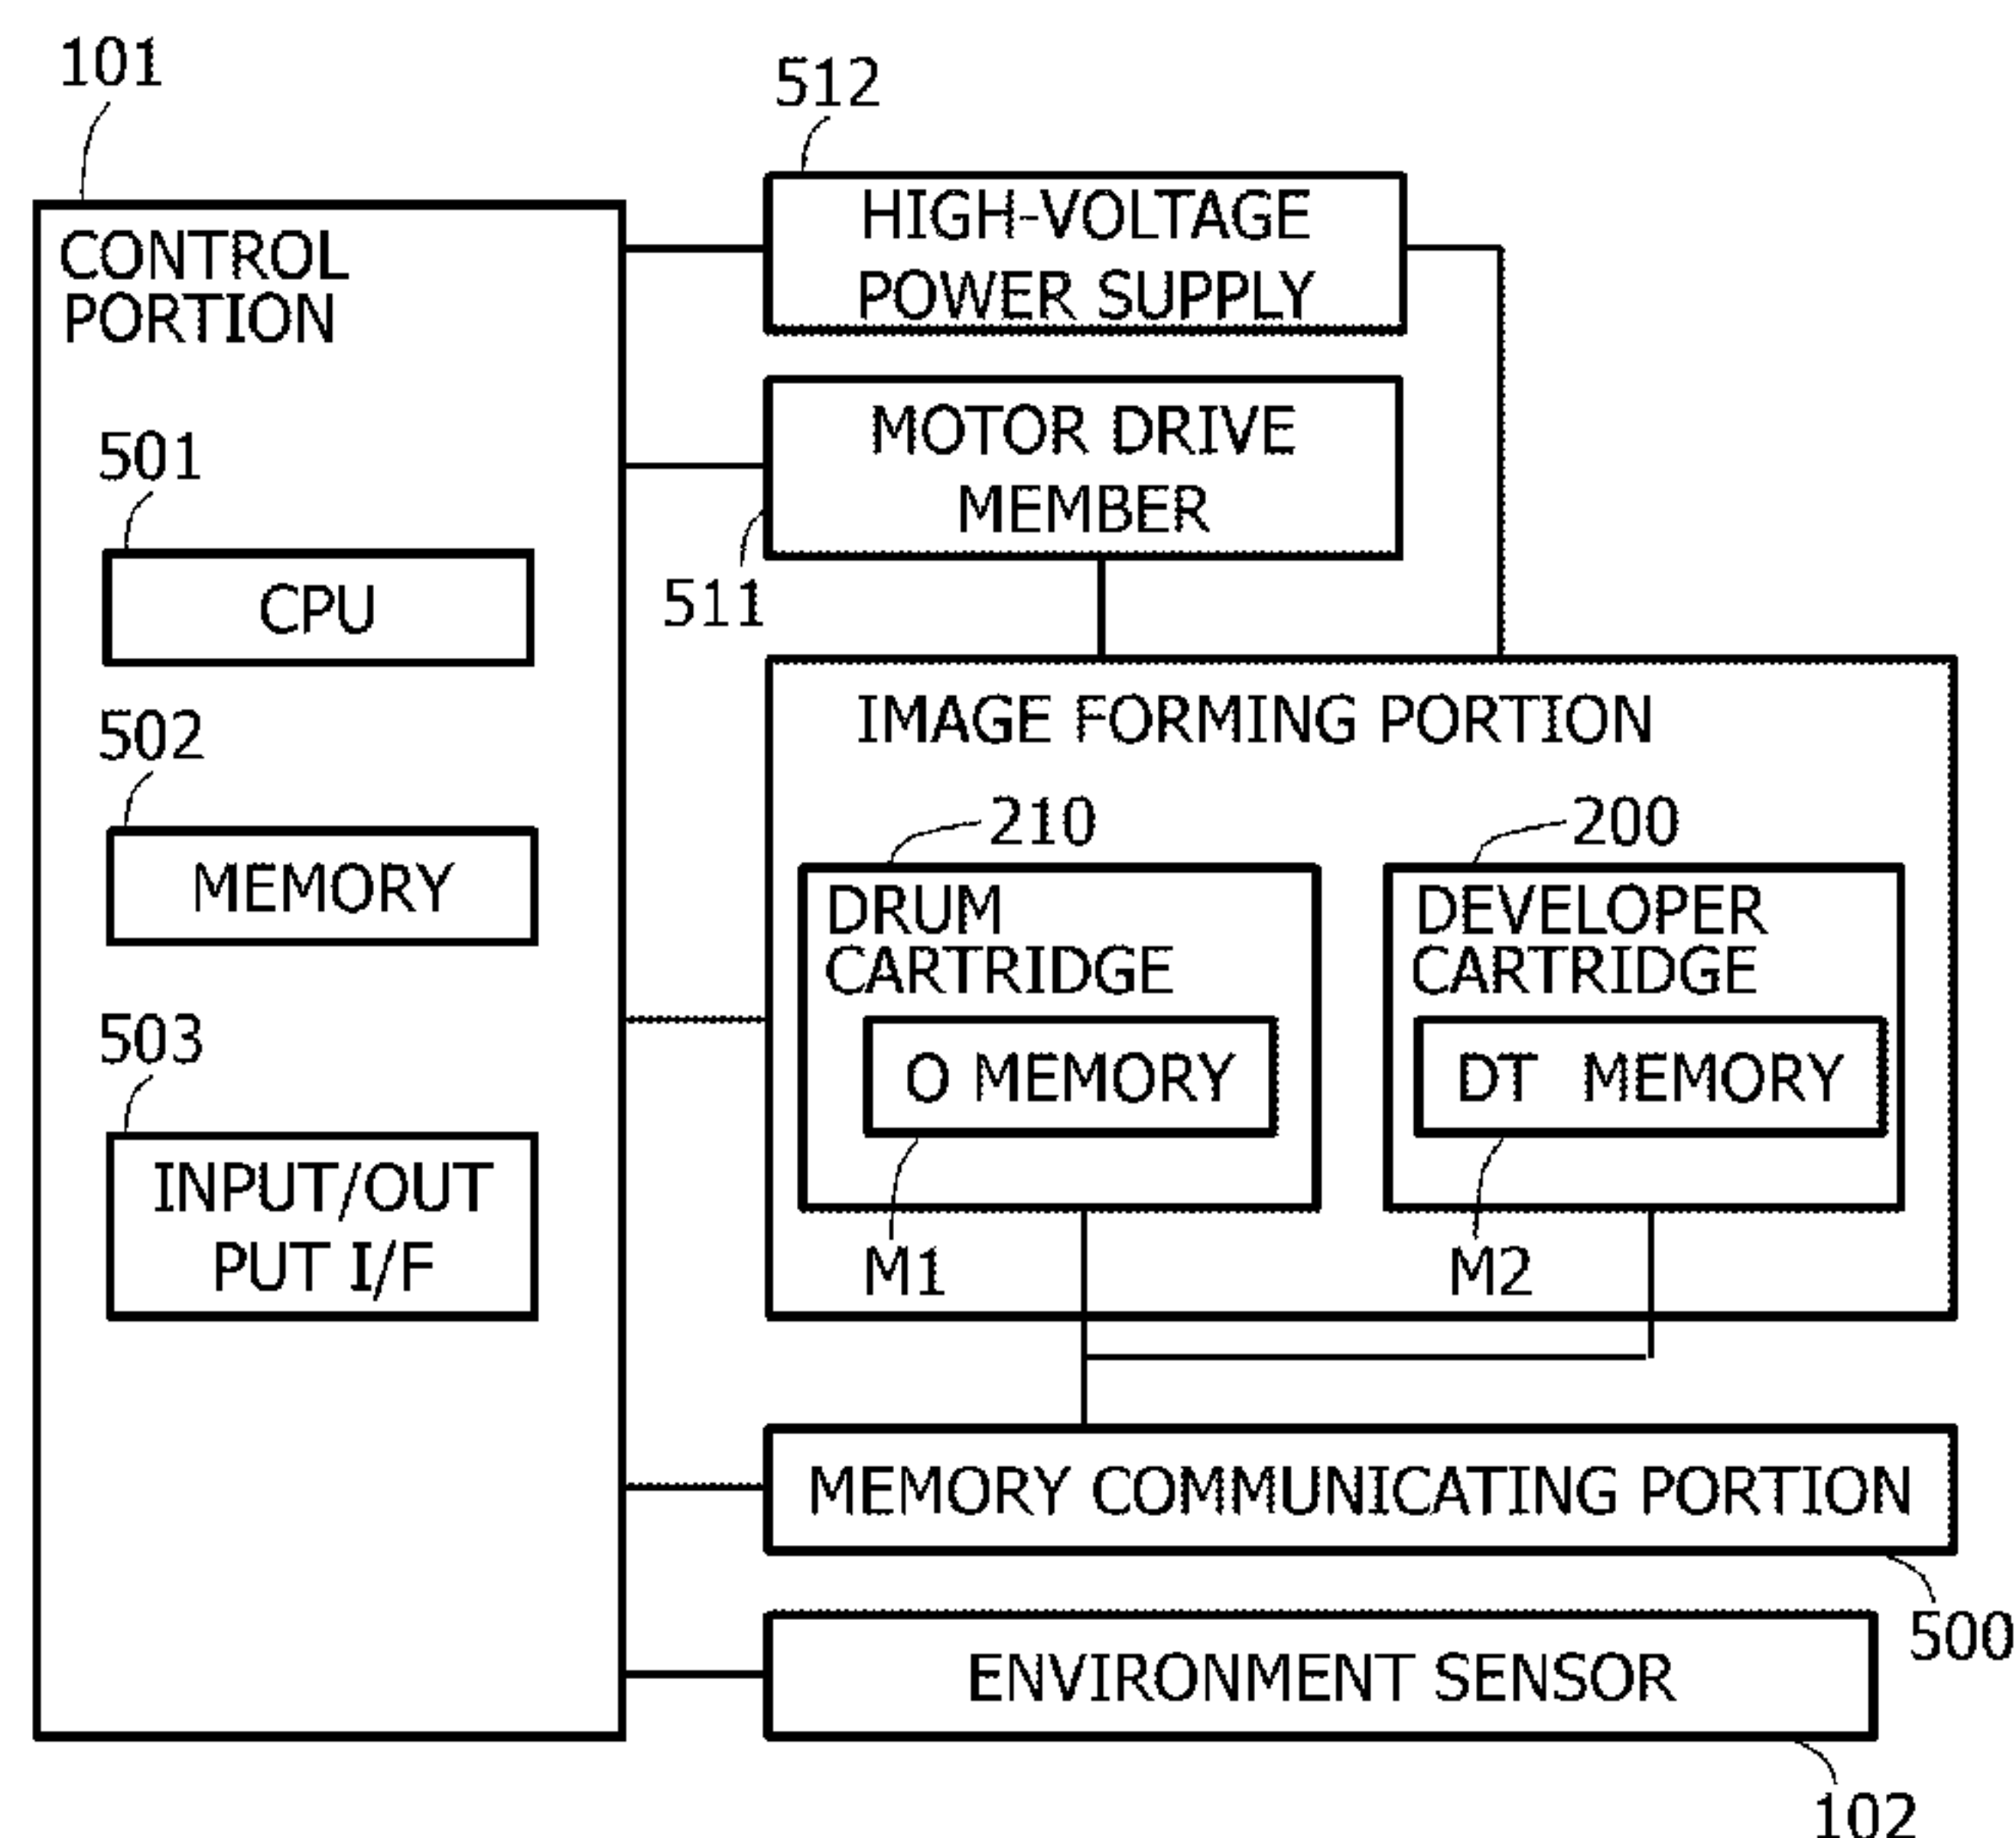 101
CONTROL
PORTION
501
CPU
502
MEMORY
503
INPUT/OUT
PUT I/F
512
HIGH-VOLTAGE
POWER SUPPLY
MOTOR DRIVE
MEMBER
511
IMAGE FORMING PORTION
210
DRUM
CARTRIDGE
O MEMORY
M1
200
DEVELOPER
CARTRIDGE
DT MEMORY
M2
MEMORY COMMUNICATING PORTION
500
ENVIRONMENT SENSOR
102